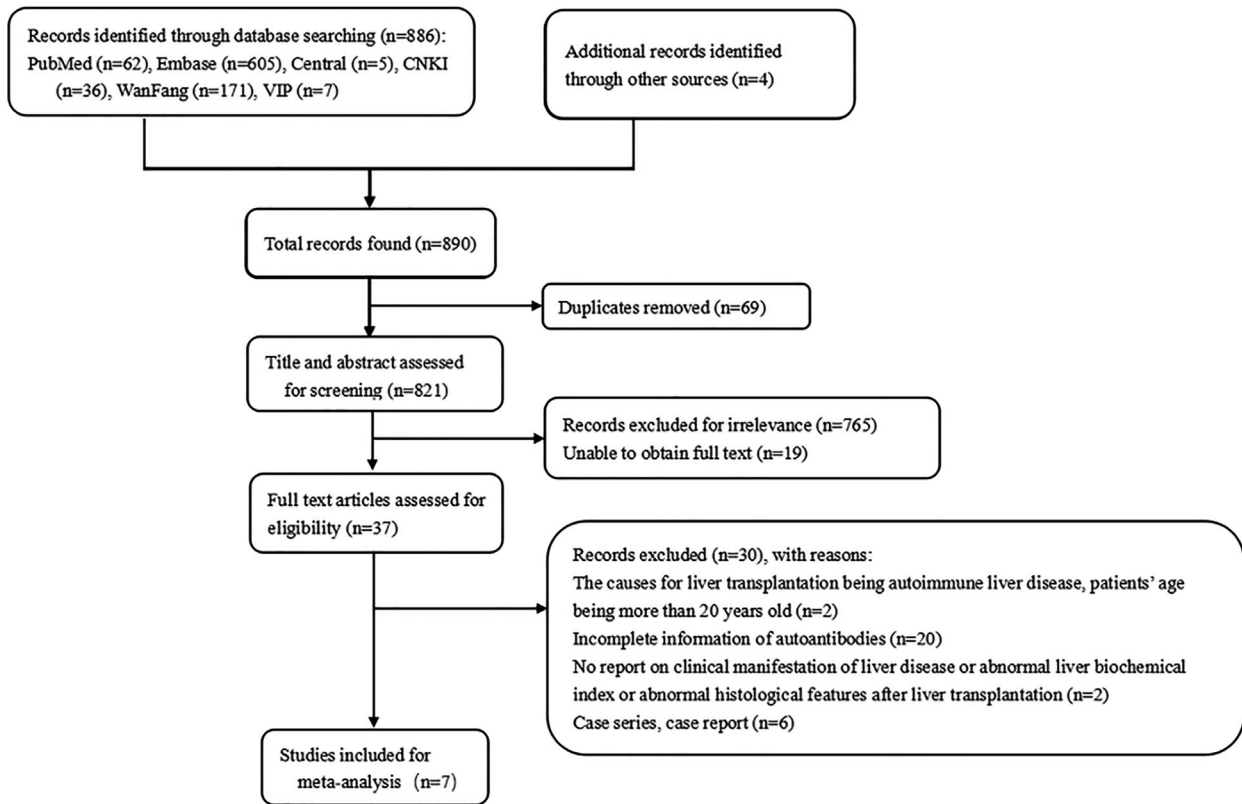 Records identified through database searching (n=886):
PubMed (n=62), Embase (n=605), Central (n=5), CNKI
(n=36), WanFang (n=171), VIP (n=7)
Additional records identified
through other sources (n=4)
Total records found (n=890)
Duplicates removed (n=69)
Title and abstract assessed
for screening (n=821)
Records excluded for irrelevance (n=765)
Unable to obtain full text (n=19)
Full text articles assessed for
eligibility (n=37)
Records excluded (n=30), with reasons:
The causes for liver transplantation being autoimmune liver disease, patients’ age
being more than 20 years old (n=2)
Incomplete information of autoantibodies (n=20)
No report on clinical manifestation of liver disease or abnormal liver biochemical
index or abnormal histological features after liver transplantation (n=2)
Case series, case report (n=6)
Studies included for
meta-analysis (n=7)